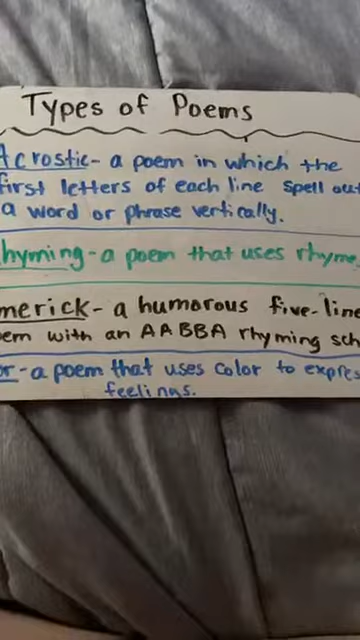 Types of Poems
Acrostic- a poem in which the
first letters of each line spell out
a word or phrase vertically.
hyming- a poem that uses rhyme
merick- a humorous five-line
em with an AABBA rhyming sch
or-a poem that uses color to expres
feelings.